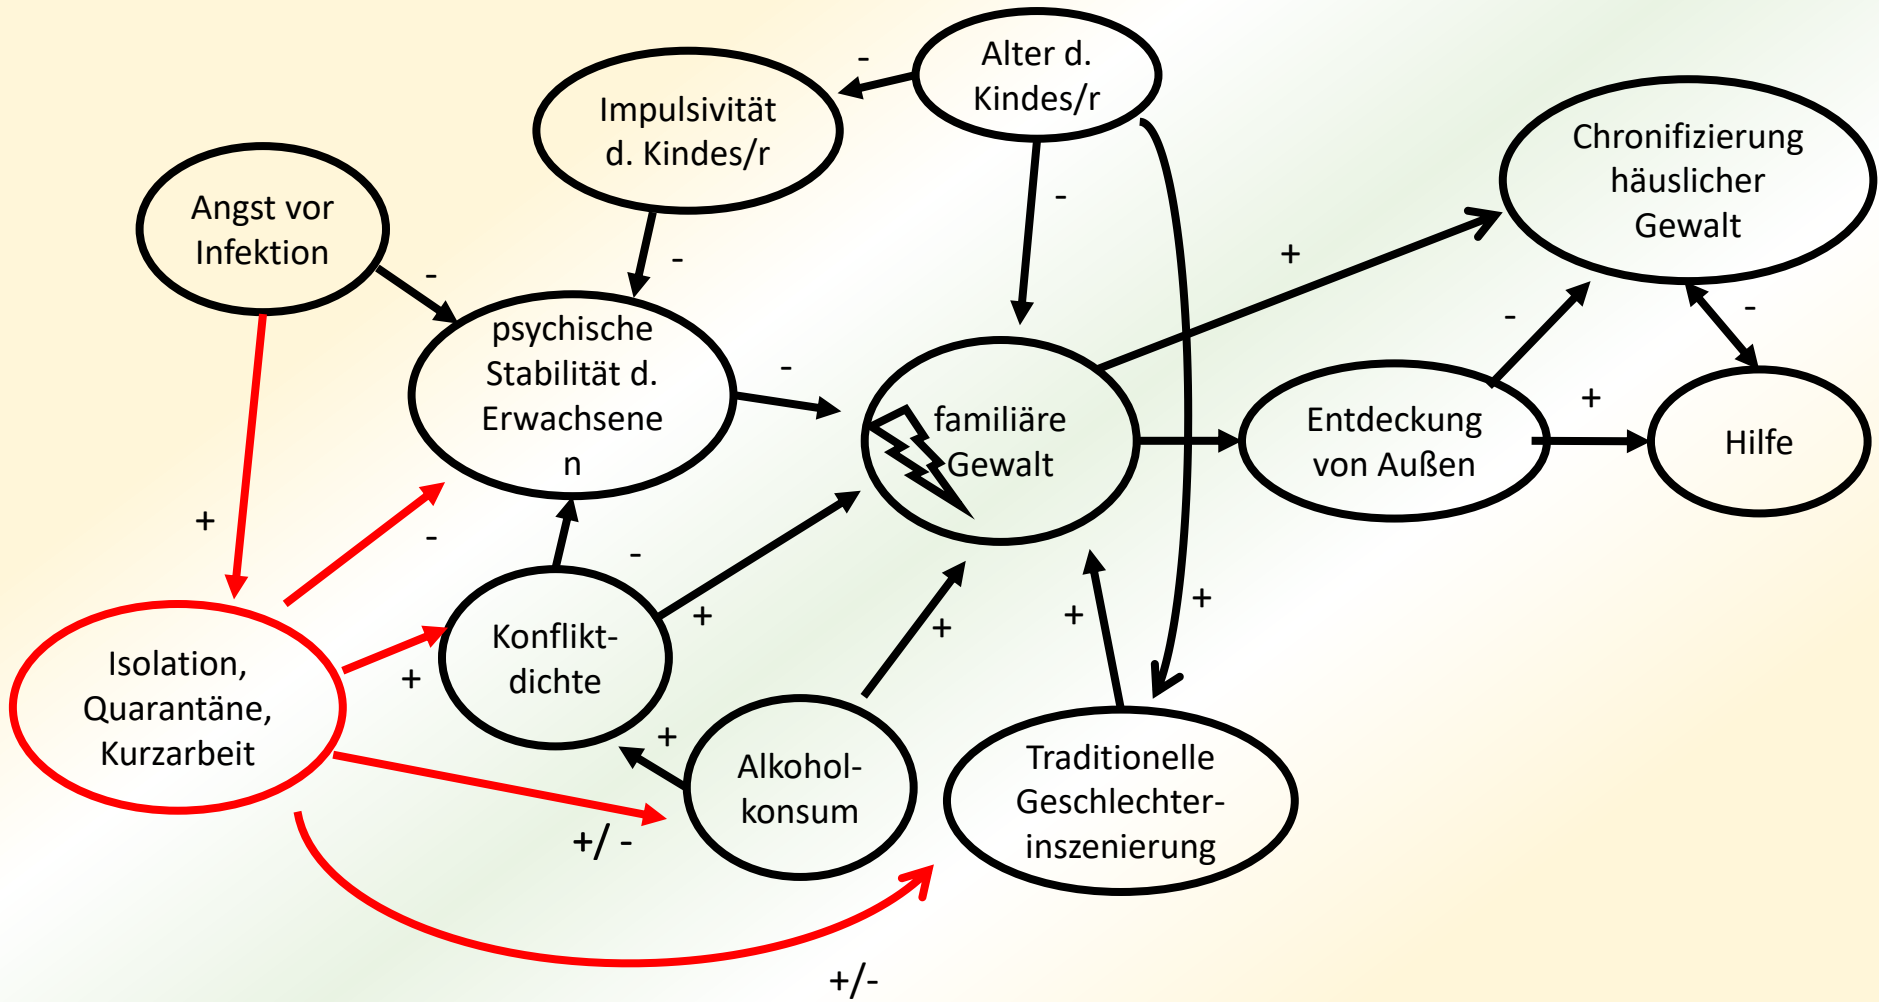 Alter d.
Kindes/r
-
Impulsivität
d. Kindes/r
Chronifizierung
häuslicher
Gewalt
Angst vor
Infektion
-
-
-
+
psychische
Stabilität d.
Erwachsene
n
-
-
-
familiäre
Gewalt
Entdeckung
von Außen
+
Hilfe
+
-
-
Konflikt-
dichte
+
+
+
+
+
Isolation,
Quarantäne,
Kurzarbeit
+
Alkohol-
konsum
Traditionelle
Geschlechter-
inszenierung
+/ -
+/-